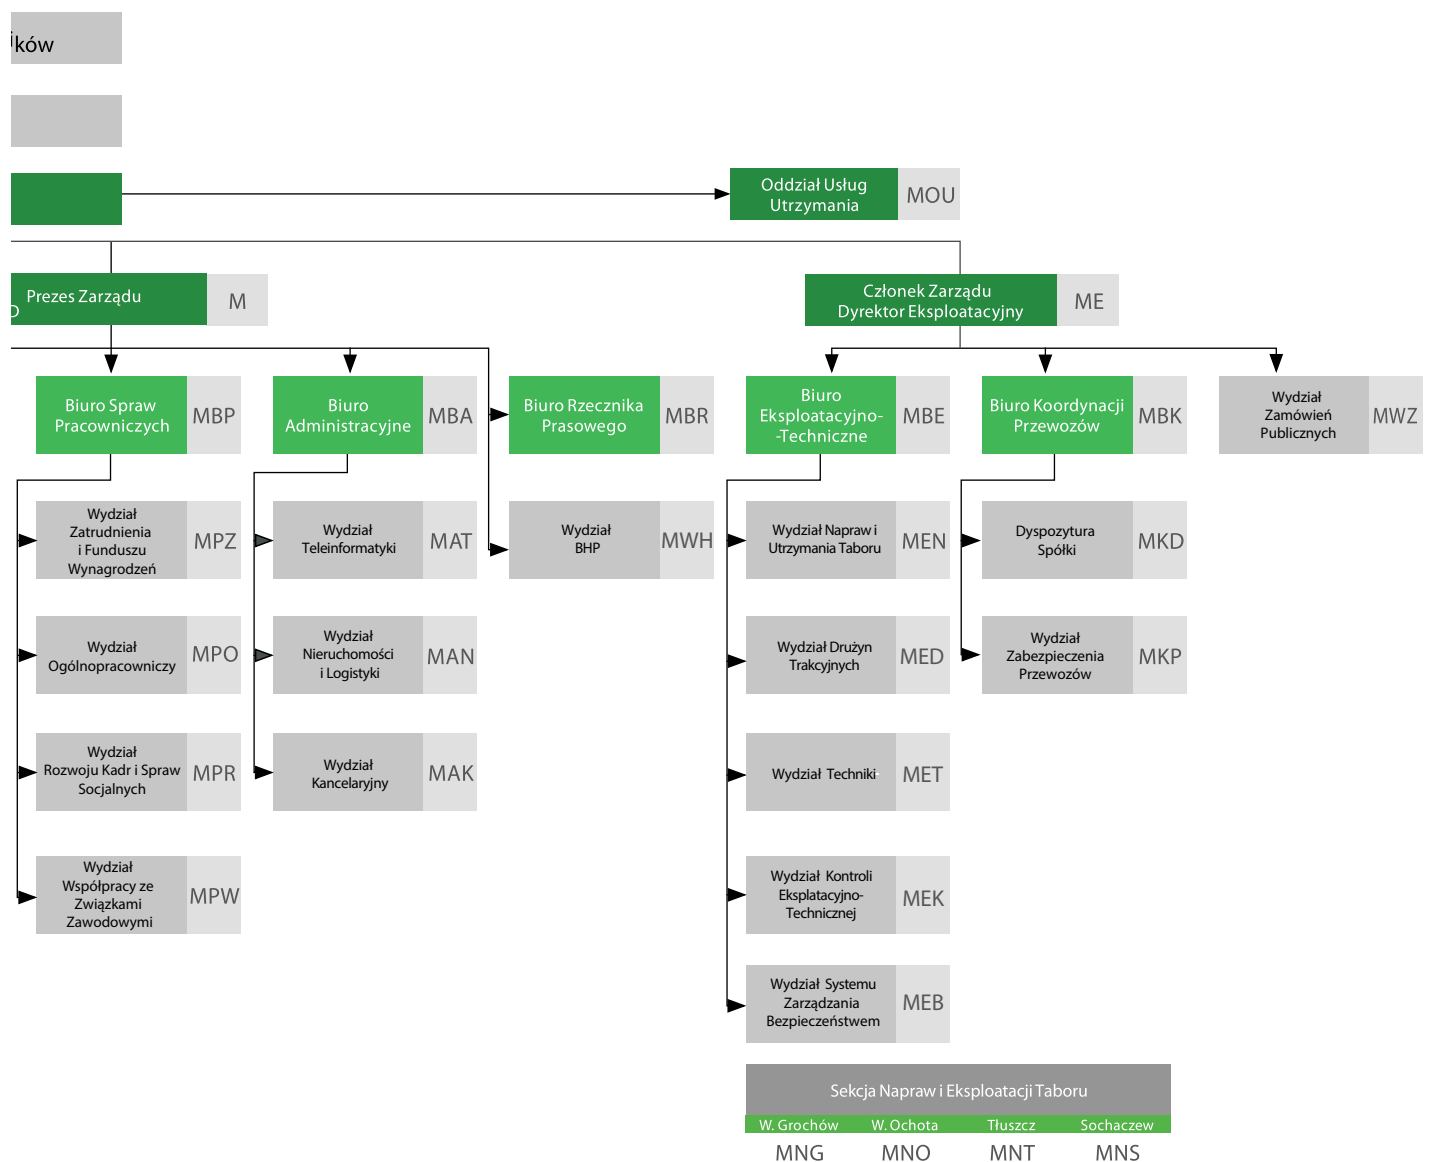 ków
Oddział Usług
Utrzymania
MOU
Prezes Zarządu
M
Członek Zarządu
Dyrektor Eksploatacyjny
ME
Biuro Spraw
Pracowniczych
MBP
Biuro
Administracyjne
MBA
Biuro Rzecznika
Prasowego
MBR
Biuro
Eksploatacyjno-
-Techniczne
MBE
Biuro Koordynacji
Przewozów
MBK
Wydział
Zamówień
Publicznych
MWZ
Wydział
Zatrudnienia
i Funduszu
Wynagrodzeń
MPZ
Wydział
Teleinformatyki
MAT
Wydział
BHP
MWH
Wydział Napraw i
Utrzymania Taboru
MEN
Dyspozytura
Spółki
MKD
Wydział
Ogólnopracowniczy
MPO
Wydział
Nieruchomości
i Logistyki
MAN
Wydział Drużyn
Trakcyjnych
MED
Wydział
Zabezpieczenia
Przewozów
MKP
Wydział
Rozwoju Kadr i Spraw
Socjalnych
MPR
Wydział
Kancelaryjny
MAK
Wydział Techniki
MET
Wydział
Współpracy ze
Związkami
Zawodowymi
MPW
Wydział Kontroli
Eksplatacyjno-
Technicznej
MEK
Wydział Systemu
Zarządzania
Bezpieczeństwem
MEB
Sekcja Napraw i Eksploatacji Taboru
W. Grochów W. Ochota Tłuszcz Sochaczew
MNG MNO MNT MNS